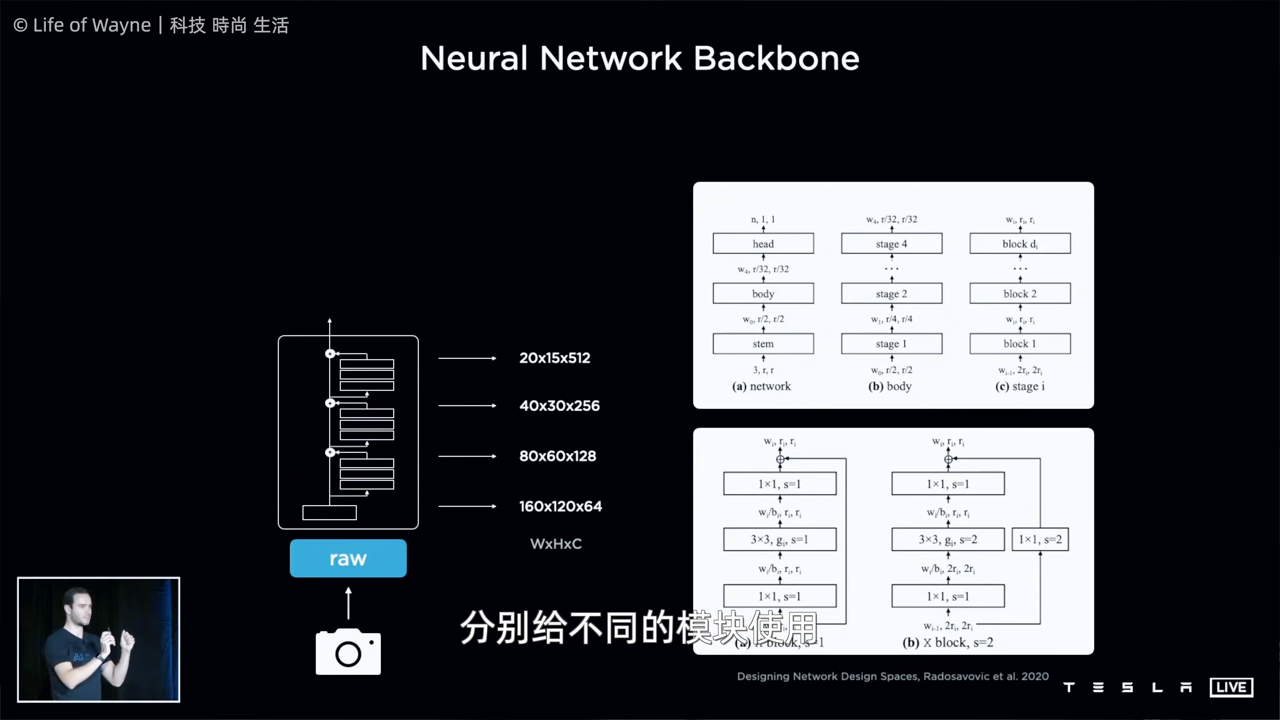 © Life of Wayne | 科技 時尚 生活
Neural Network Backbone
20x15x512
40x30x256
80x60x128
160x120x64
WxHxC
raw
n, 1, 1
head
w₄, r/32, r/32
body
w₀, r/2, r/2
stem
3, r, r
(a) network
w₄, r/32, r/32
stage 4
...
stage 2
w₁, r/4, r/4
stage 1
w₀, r/2, r/2
(b) body
wᵢ, rᵢ, rᵢ
block dᵢ
...
block 2
wᵢ, rᵢ, rᵢ
block 1
wᵢ₋₁, 2rᵢ, 2rᵢ
(c) stage i
wᵢ, rᵢ, rᵢ
1×1, s=1
wᵢ/bᵢ, rᵢ, rᵢ
3×3, gᵢ, s=1
wᵢ/bᵢ, rᵢ, rᵢ
1×1, s=1
(a) X block, s=1
wᵢ, rᵢ, rᵢ
1×1, s=1
wᵢ/bᵢ, rᵢ, rᵢ
3×3, gᵢ, s=2
1×1, s=2
wᵢ/bᵢ, 2rᵢ, 2rᵢ
1×1, s=1
wᵢ₋₁, 2rᵢ, 2rᵢ
(b) X block, s=2
分别给不同的模块使用
Designing Network Design Spaces, Radosavovic et al. 2020
TESLA LIVE